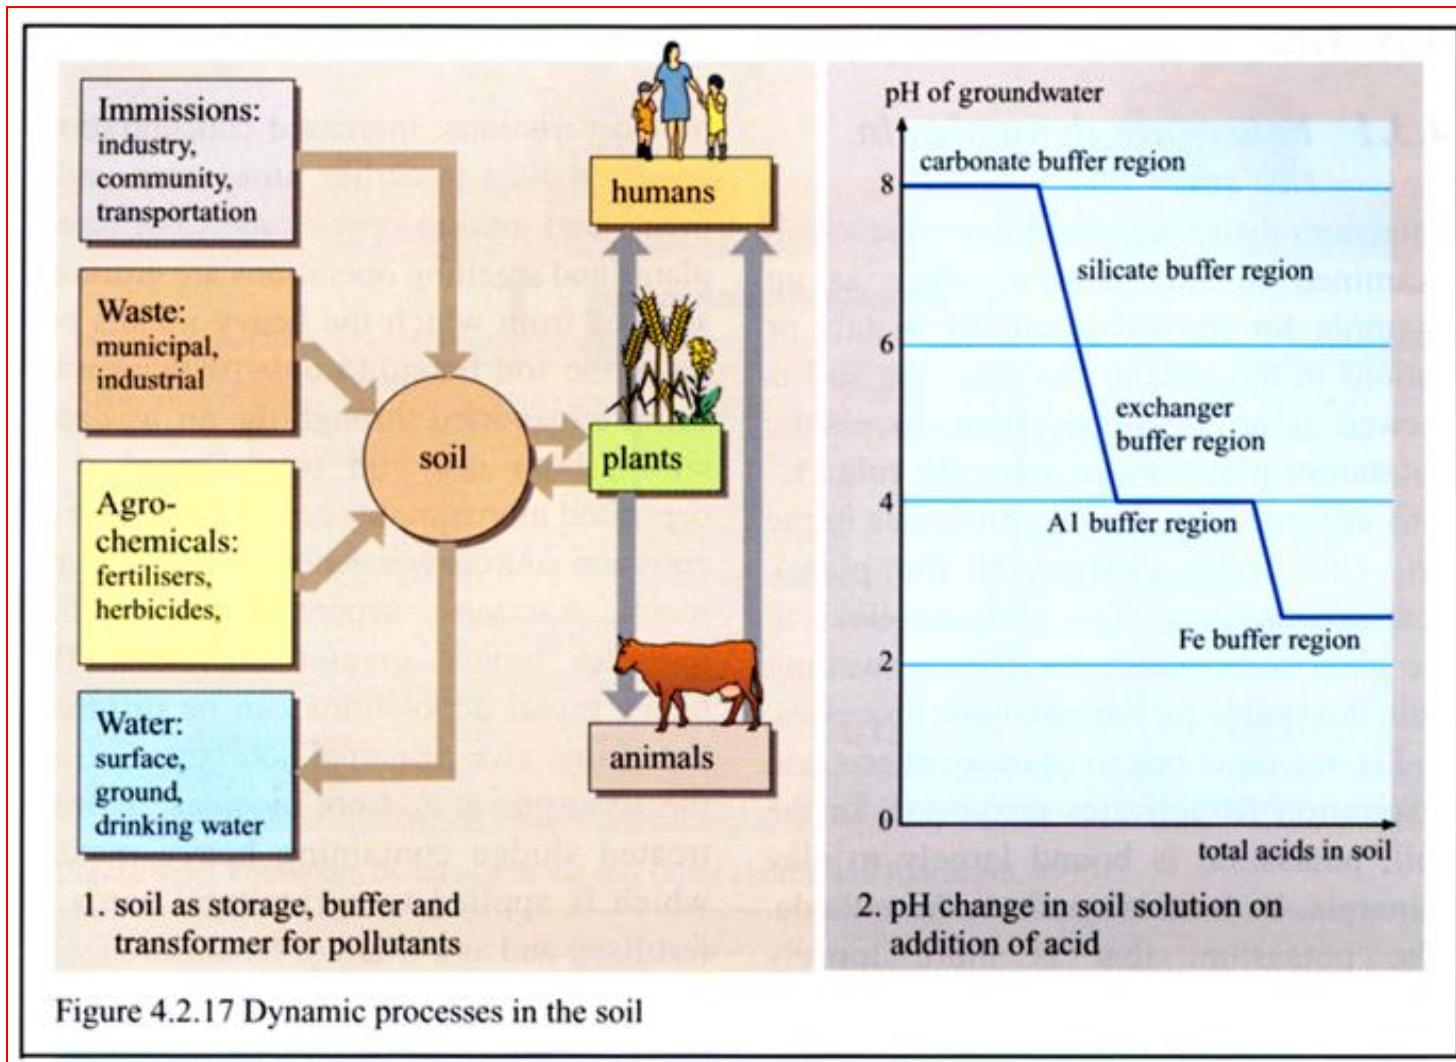 Immissions:
industry,
community,
transportation
Waste:
municipal,
industrial
Agro-
chemicals:
fertilisers,
herbicides,
Water:
surface,
ground,
drinking water
soil
humans
plants
animals
1. soil as storage, buffer and
transformer for pollutants
pH of groundwater
carbonate buffer region
8
silicate buffer region
6
exchanger
buffer region
4
Al buffer region
Fe buffer region
2
0
total acids in soil
2. pH change in soil solution on
addition of acid
Figure 4.2.17 Dynamic processes in the soil